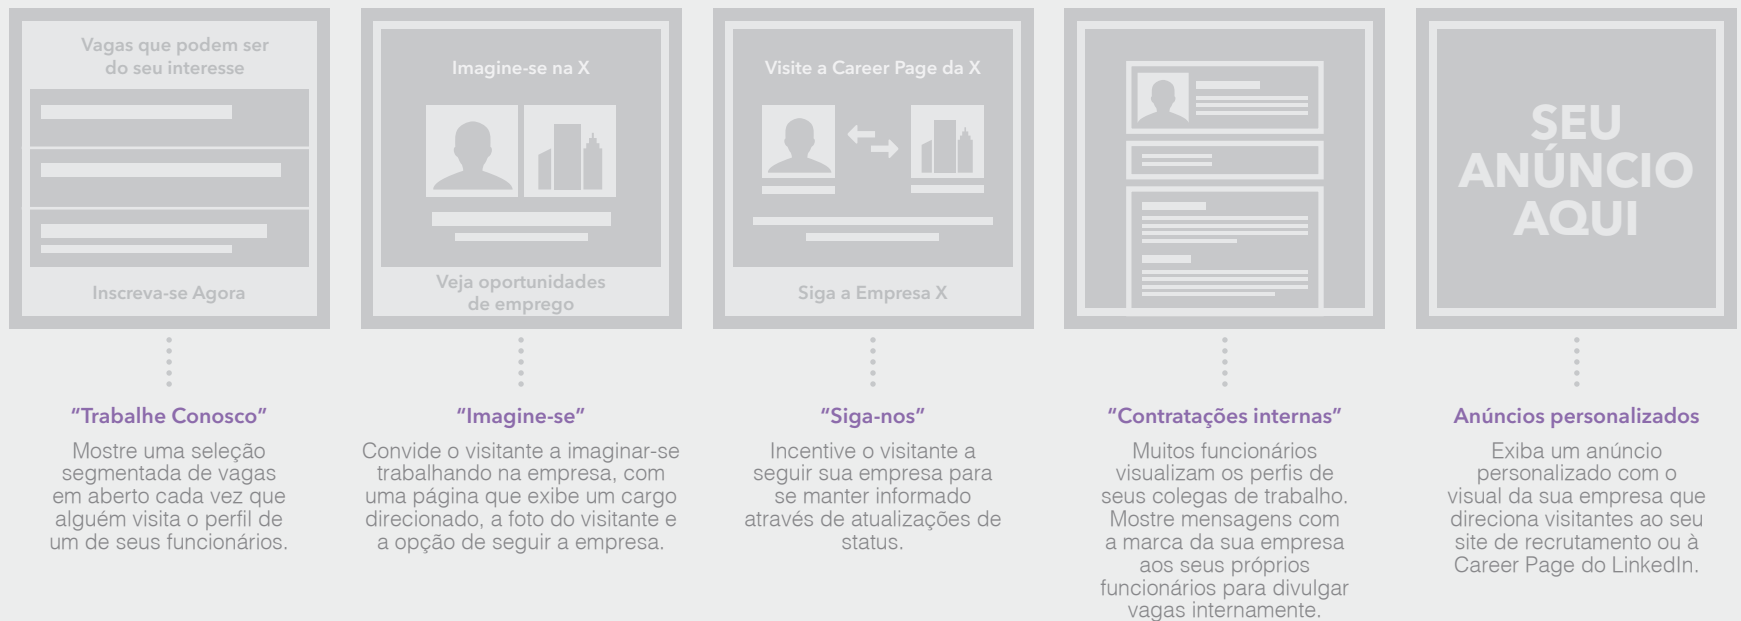 Vagas que podem ser
do seu interesse
Inscreva-se Agora
Imagine-se na X
Veja oportunidades
de emprego
Visite a Career Page da X
Siga a Empresa X
SEU
ANÚNCIO
AQUI
“Trabalhe Conosco”
Mostre uma seleção
segmentada de vagas
em aberto cada vez que
alguém visita o perfil de
um de seus funcionários.
“Imagine-se”
Convide o visitante a imaginar-se
trabalhando na empresa, com
uma página que exibe um cargo
direcionado, a foto do visitante e
a opção de seguir a empresa.
“Siga-nos”
Incentive o visitante a
seguir sua empresa para
se manter informado
através de atualizações de
status.
“Contratações internas”
Muitos funcionários
visualizam os perfis de
seus colegas de trabalho.
Mostre mensagens com
a marca da sua empresa
aos seus próprios
funcionários para divulgar
vagas internamente.
Anúncios personalizados
Exiba um anúncio
personalizado com o
visual da sua empresa que
direciona visitantes ao seu
site de recrutamento ou à
Career Page do LinkedIn.